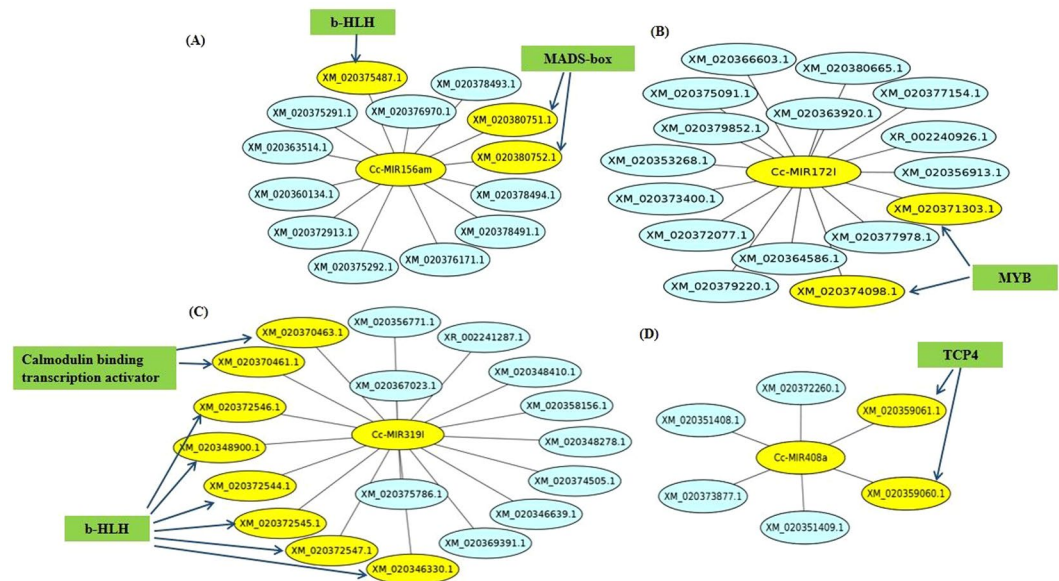 (A)
b-HLH
MADS-box
XM_020375487.1
XM_020378493.1
XM_020375291.1
XM_020376970.1
XM_020380751.1
XM_020363514.1
XM_020380752.1
Cc-MIR156am
XM_020360134.1
XM_020378494.1
XM_020372913.1
XM_020378491.1
XM_020375292.1
XM_020376171.1
(B)
XM_020366603.1
XM_020380665.1
XM_020375091.1
XM_020377154.1
XM_020363920.1
XM_020379852.1
XR_002240926.1
XM_020353268.1
Cc-MIR172l
XM_020356913.1
XM_020373400.1
XM_020371303.1
XM_020372077.1
XM_020377978.1
XM_020364586.1
XM_020379220.1
XM_020374098.1
MYB
(C)
Calmodulin binding
transcription activator
XM_020370463.1
XM_020356771.1
XR_002241287.1
XM_020370461.1
XM_020367023.1
XM_020348410.1
XM_020372546.1
XM_020358156.1
Cc-MIR319l
XM_020348900.1
XM_020348278.1
XM_020372544.1
XM_020374505.1
XM_020375786.1
XM_020372545.1
XM_020346639.1
XM_020372547.1
XM_020369391.1
XM_020346330.1
b-HLH
(D)
TCP4
XM_020372260.1
XM_020359061.1
XM_020351408.1
Cc-MIR408a
XM_020373877.1
XM_020359060.1
XM_020351409.1